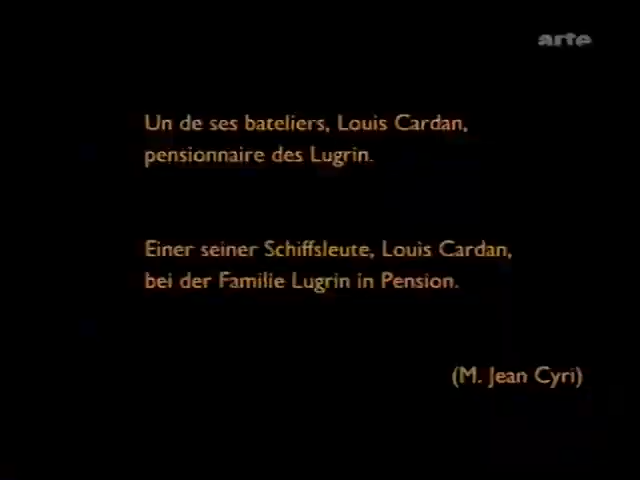 arte
Un de ses bateliers, Louis Cardan,
pensionnaire des Lugrin.
Einer seiner Schiffsleute, Louis Cardan,
bei der Familie Lugrin in Pension.
(M. Jean Cyri)